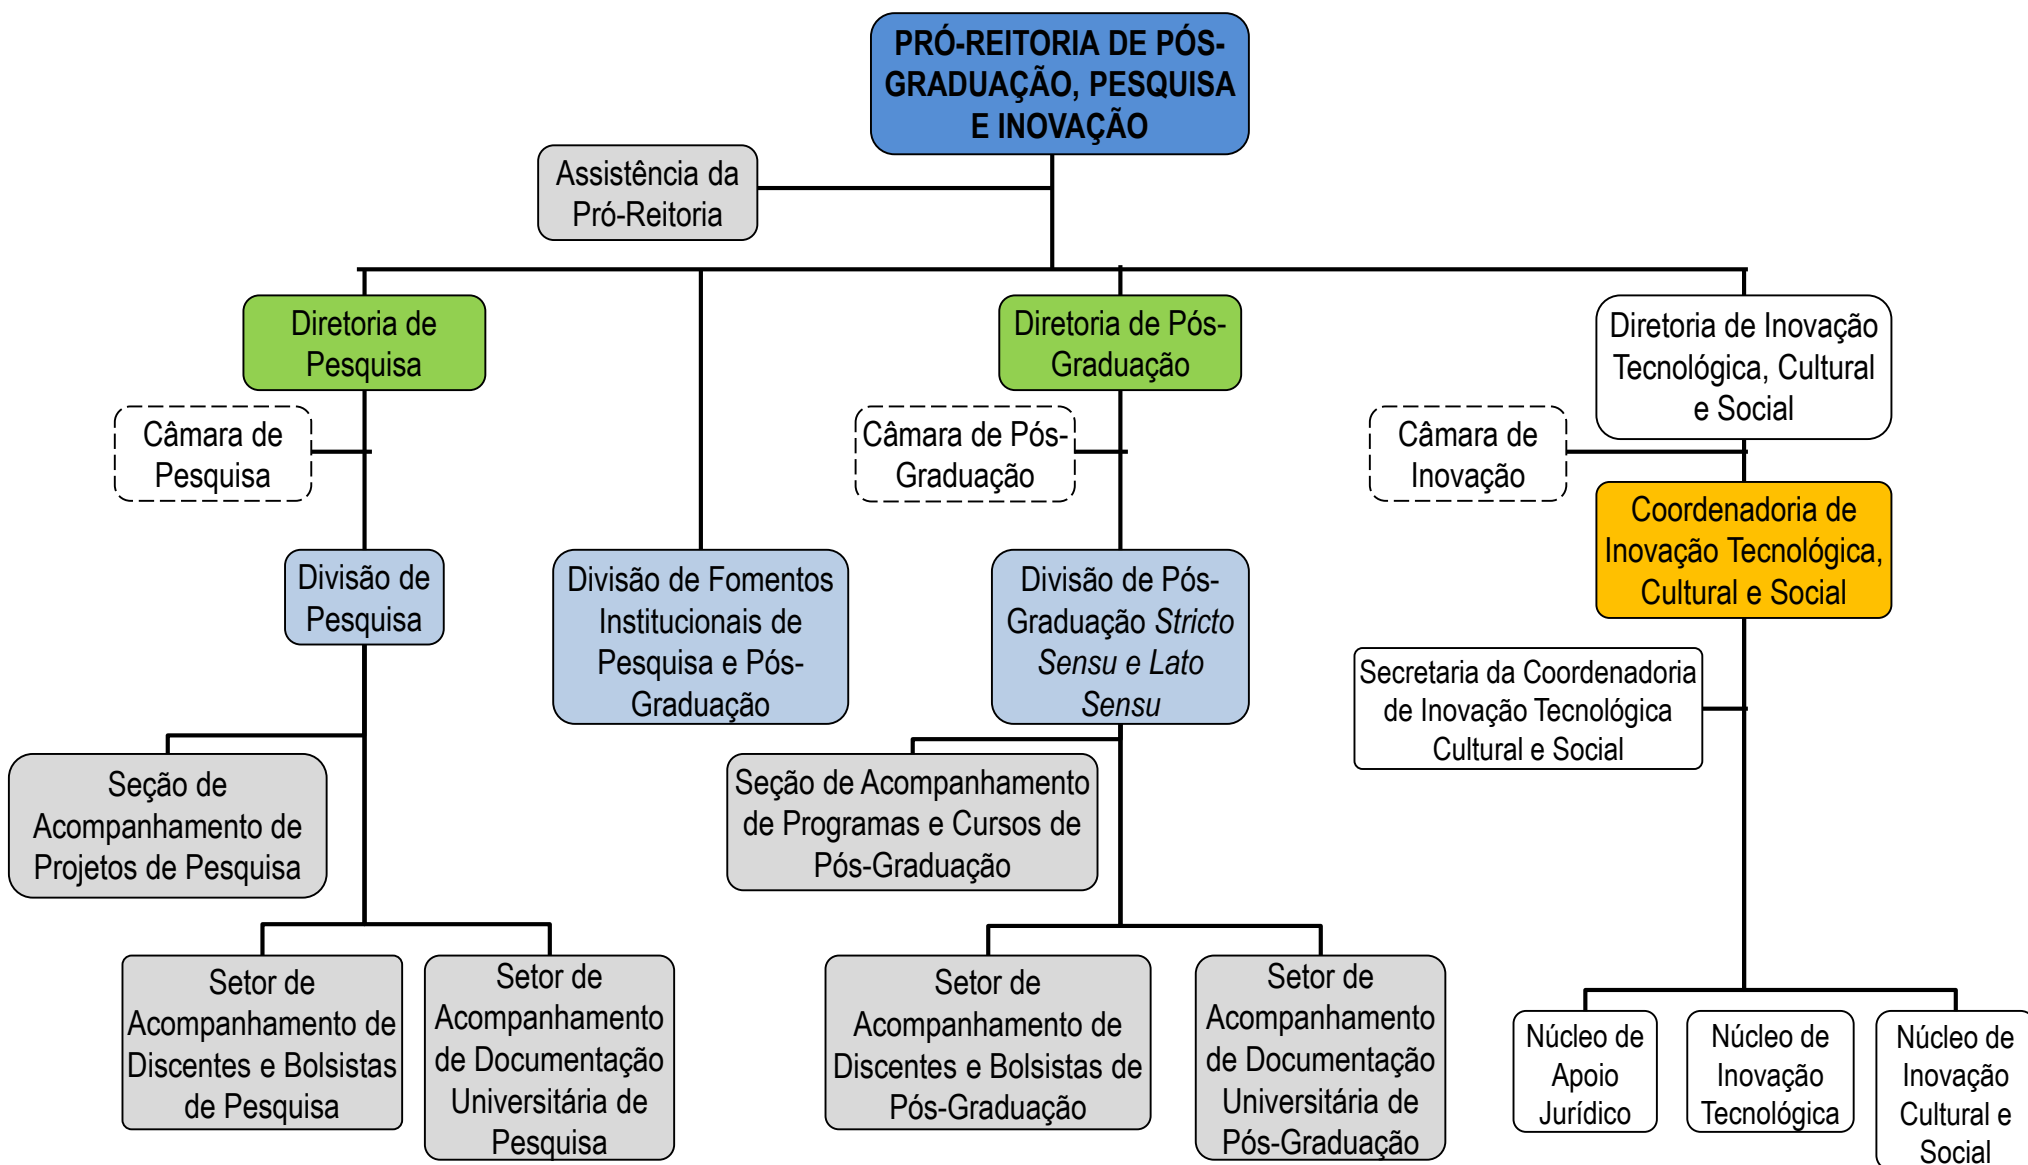 PRÓ-REITORIA DE PÓS-
GRADUAÇÃO, PESQUISA
E INOVAÇÃO
Assistência da
Pró-Reitoria
Diretoria de
Pesquisa
Diretoria de Pós-
Graduação
Diretoria de Inovação
Tecnológica, Cultural
e Social
Câmara de
Pesquisa
Câmara de Pós-
Graduação
Câmara de
Inovação
Coordenadoria de
Inovação Tecnológica,
Cultural e Social
Divisão de
Pesquisa
Divisão de Fomentos
Institucionais de
Pesquisa e Pós-
Graduação
Divisão de Pós-
Graduação Stricto
Sensu e Lato
Sensu
Secretaria da Coordenadoria
de Inovação Tecnológica
Cultural e Social
Seção de
Acompanhamento de
Projetos de Pesquisa
Seção de Acompanhamento
de Programas e Cursos de
Pós-Graduação
Setor de
Acompanhamento de
Discentes e Bolsistas
de Pesquisa
Setor de
Acompanhamento
de Documentação
Universitária de
Pesquisa
Setor de
Acompanhamento de
Discentes e Bolsistas de
Pós-Graduação
Setor de
Acompanhamento
de Documentação
Universitária de
Pós-Graduação
Núcleo de
Apoio
Jurídico
Núcleo de
Inovação
Tecnológica
Núcleo de
Inovação
Cultural e
Social